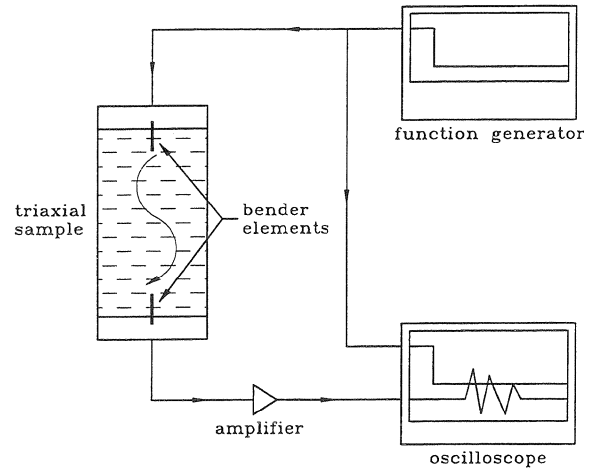 function generator
triaxial
sample
bender
elements
amplifier
oscilloscope